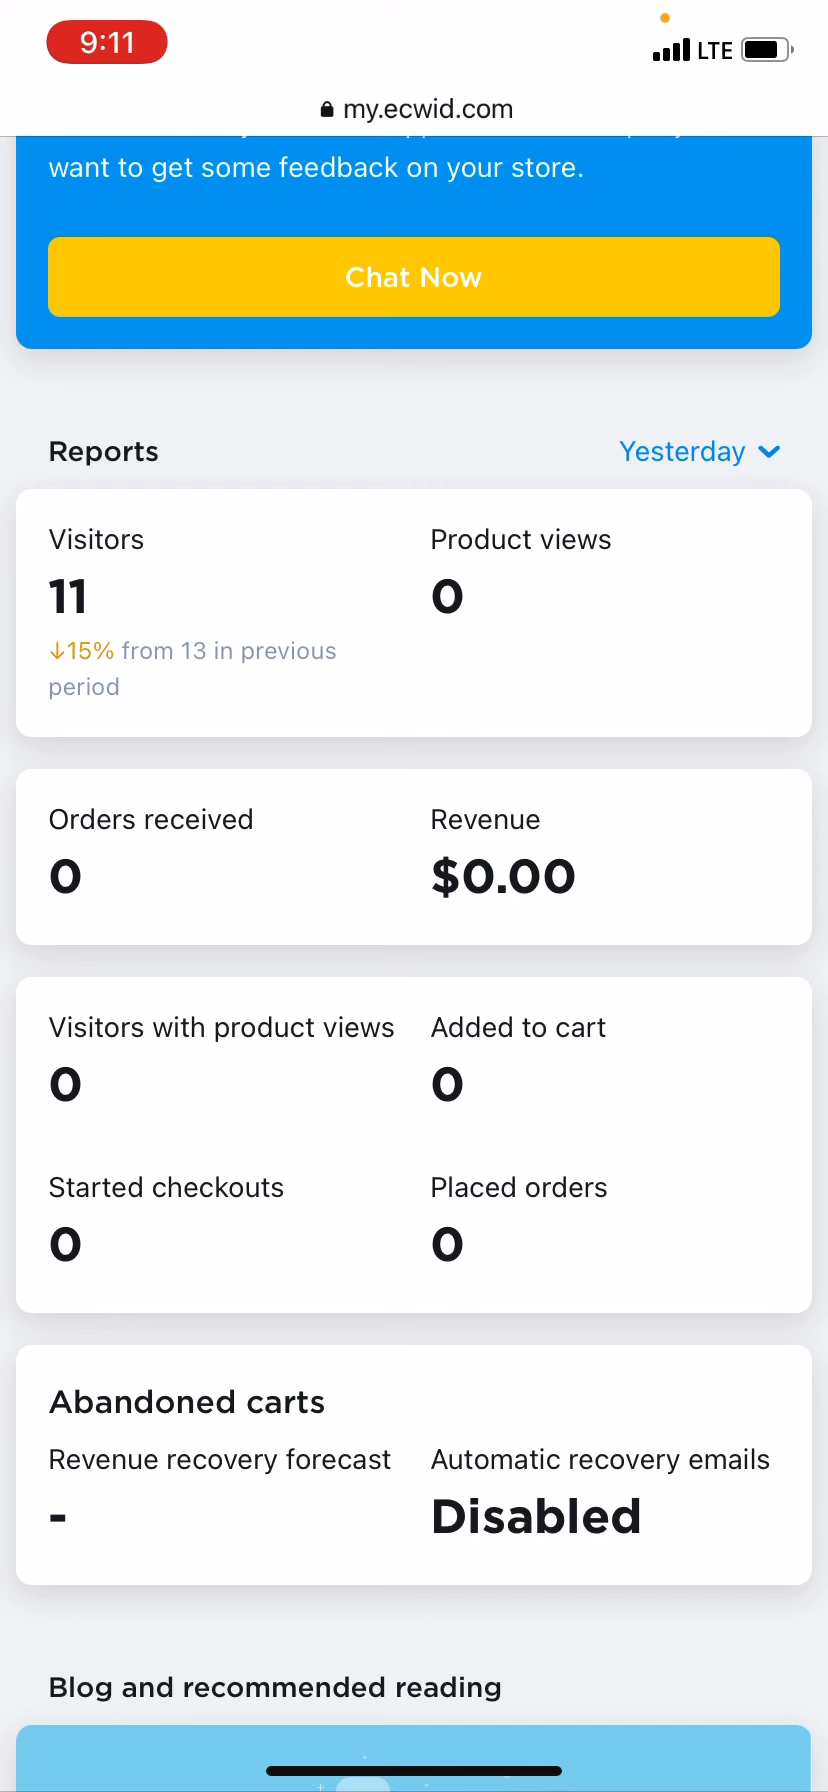 9:11
LTE
my.ecwid.com
want to get some feedback on your store.
Chat Now
Reports
Yesterday
Visitors
Product views
11
0
↓15% from 13 in previous
period
Orders received
Revenue
0
$0.00
Visitors with product views
Added to cart
0
0
Started checkouts
Placed orders
0
0
Abandoned carts
Revenue recovery forecast
Automatic recovery emails
-
Disabled
Blog and recommended reading